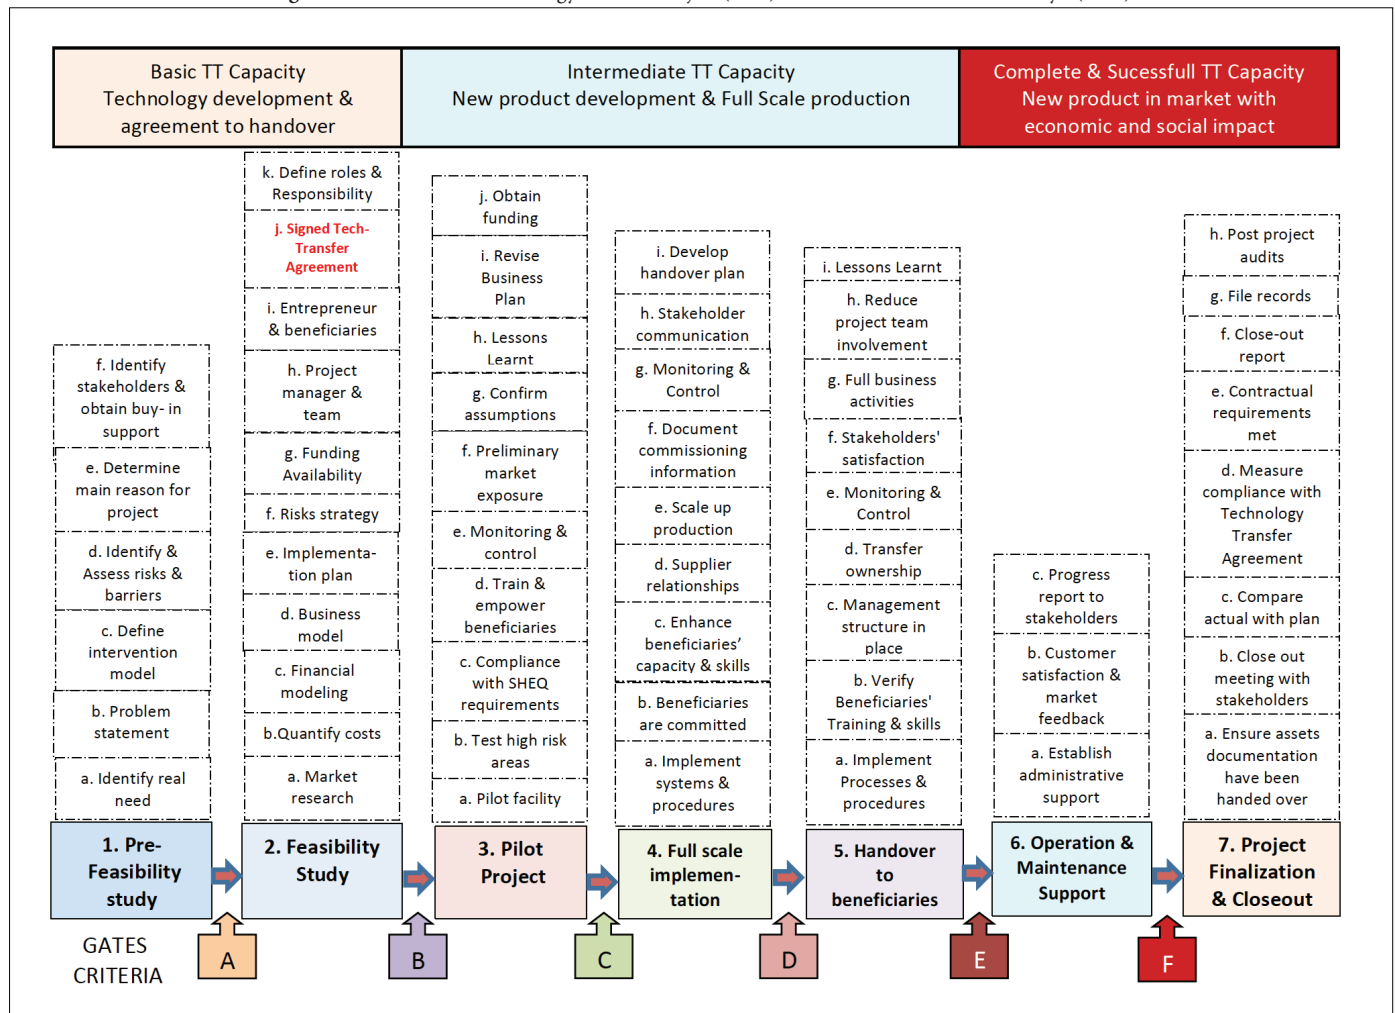 Basic TT Capacity
Technology development &
agreement to handover
Intermediate TT Capacity
New product development & Full Scale production
Complete & Sucessfull TT Capacity
New product in market with
economic and social impact
f. Identify
stakeholders &
obtain buy- in
support
e. Determine
main reason for
project
d. Identify &
Assess risks &
barriers
c. Define
intervention
model
b. Problem
statement
a. Identify real
need
k. Define roles &
Responsibility
j. Signed Tech-
Transfer
Agreement
i. Entrepreneur
& beneficiaries
h. Project
manager &
team
g. Funding
Availability
f. Risks strategy
e. Implementa-
tion plan
d. Business
model
c. Financial
modeling
b.Quantify costs
a. Market
research
j. Obtain
funding
i. Revise
Business
Plan
h. Lessons
Learnt
g. Confirm
assumptions
f. Preliminary
market
exposure
e. Monitoring &
control
d. Train &
empower
beneficiaries
c. Compliance
with SHEQ
requirements
b. Test high risk
areas
a. Pilot facility
i. Develop
handover plan
h. Stakeholder
communication
g. Monitoring &
Control
f. Document
commissioning
information
e. Scale up
production
d. Supplier
relationships
c. Enhance
beneficiaries’
capacity & skills
b. Beneficiaries
are committed
a. Implement
systems &
procedures
i. Lessons Learnt
h. Reduce
project team
involvement
g. Full business
activities
f. Stakeholders'
satisfaction
e. Monitoring &
Control
d. Transfer
ownership
c. Management
structure in
place
b. Verify
Beneficiaries'
Training & skills
a. Implement
Processes &
procedures
c. Progress
report to
stakeholders
b. Customer
satisfaction &
market
feedback
a. Establish
administrative
support
h. Post project
audits
g. File records
f. Close-out
report
e. Contractual
requirements
met
d. Measure
compliance with
Technology
Transfer
Agreement
c. Compare
actual with plan
b. Close out
meeting with
stakeholders
a. Ensure assets
documentation
have been
handed over
1. Pre-
Feasibility
study
2. Feasibility
Study
3. Pilot
Project
4. Full scale
implemen-
tation
5. Handover
to
beneficiaries
6. Operation &
Maintenance
Support
7. Project
Finalization
& Closeout
GATES
CRITERIA
A
B
C
D
E
F